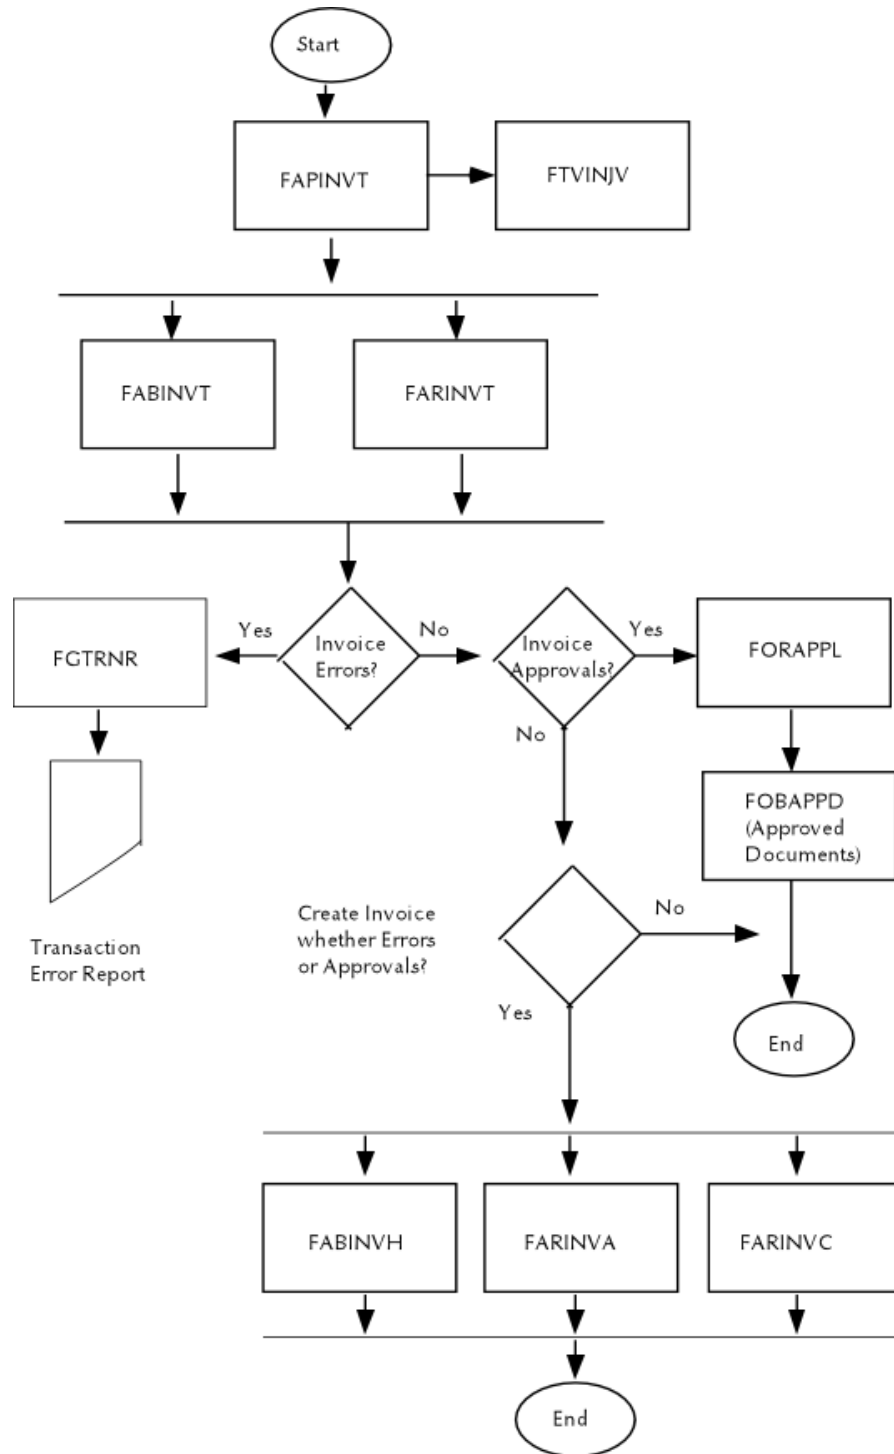 Start
FAPINVT
FTVINJV
FABINVT
FARINVT
Yes
Invoice
Errors?
No
Invoice
Approvals?
Yes
FGTRNR
FORAPPL
No
FOBAPPD
(Approved
Documents)
Transaction
Error Report
Create Invoice
whether Errors
or Approvals?
No
Yes
End
FABINVH
FARINVA
FARINVC
End